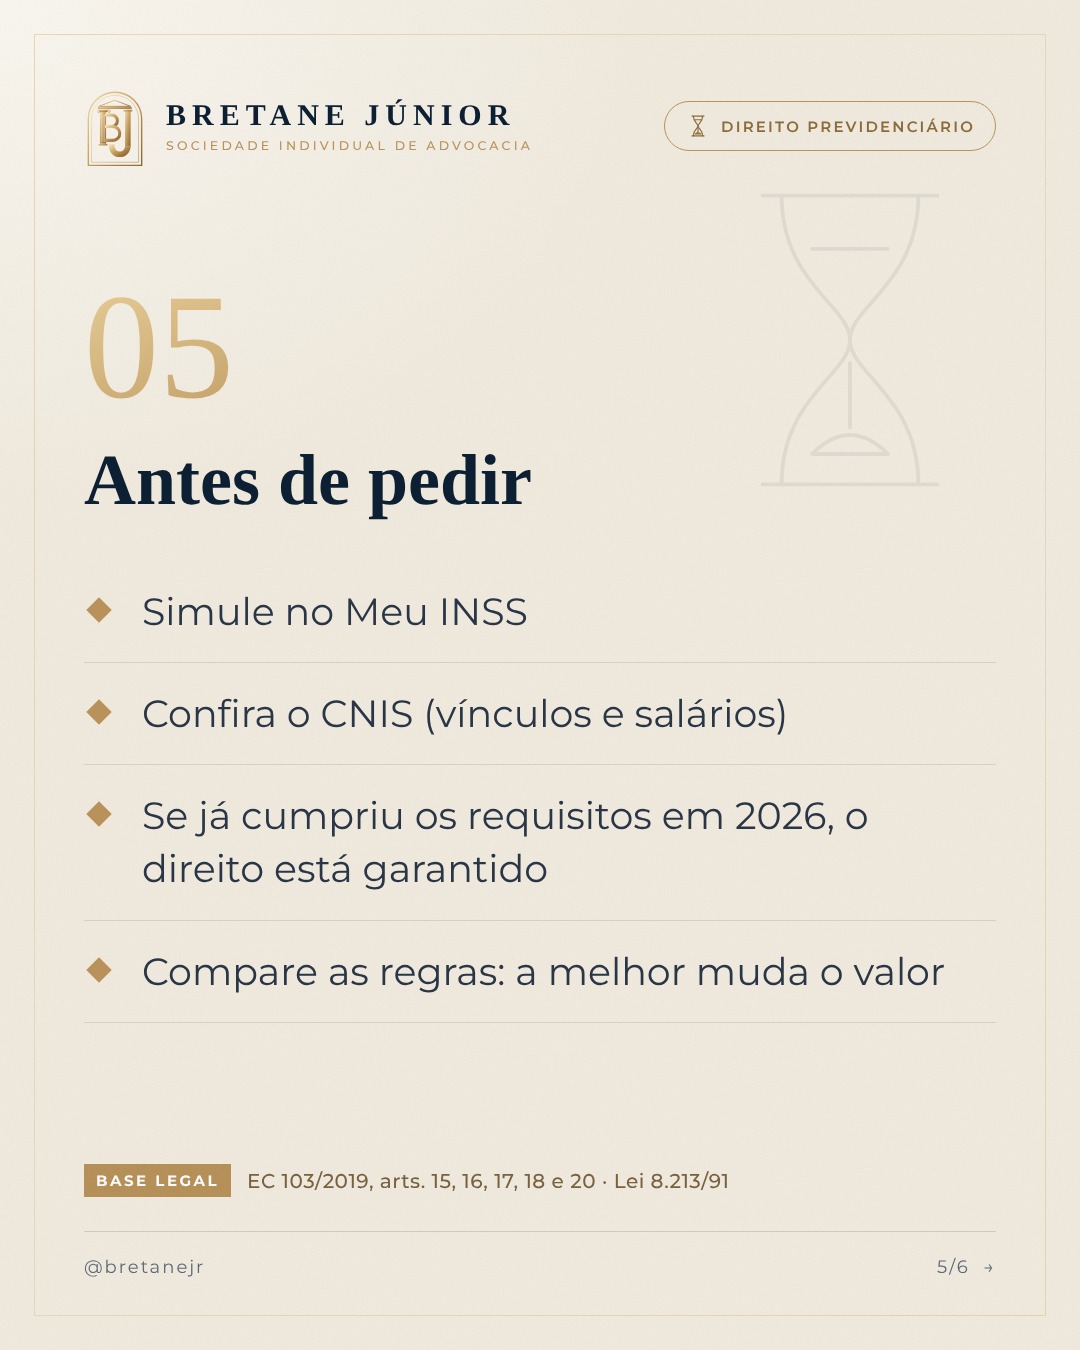 BRETANE JÚNIOR
SOCIEDADE INDIVIDUAL DE ADVOCACIA
DIREITO PREVIDENCIÁRIO
05
Antes de pedir
Simule no Meu INSS
Confira o CNIS (vínculos e salários)
Se já cumpriu os requisitos em 2026, o
direito está garantido
Compare as regras: a melhor muda o valor
BASE LEGAL EC 103/2019, arts. 15, 16, 17, 18 e 20 · Lei 8.213/91
@bretanejr
5/6 →